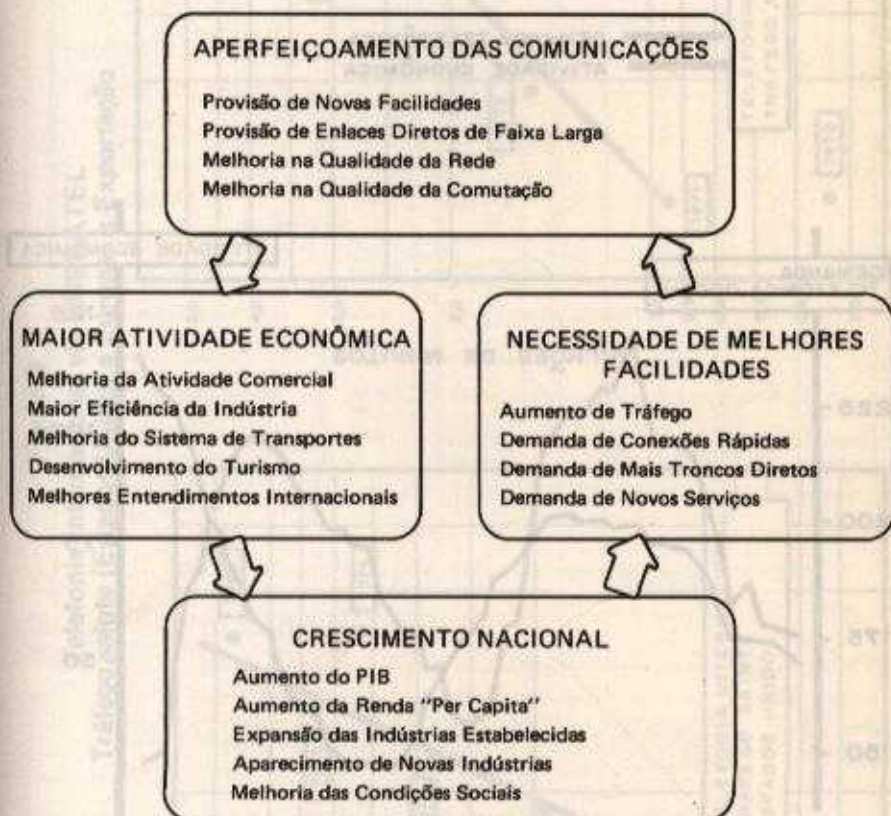 APERFEIÇOAMENTO DAS COMUNICAÇÕES
Provisão de Novas Facilidades
Provisão de Enlaces Diretos de Faixa Larga
Melhoria na Qualidade da Rede
Melhoria na Qualidade da Comutação
MAIOR ATIVIDADE ECONÔMICA
Melhoria da Atividade Comercial
Maior Eficiência da Indústria
Melhoria do Sistema de Transportes
Desenvolvimento do Turismo
Melhores Entendimentos Internacionais
NECESSIDADE DE MELHORES
FACILIDADES
Aumento de Tráfego
Demanda de Conexões Rápidas
Demanda de Mais Troncos Diretos
Demanda de Novos Serviços
CRESCIMENTO NACIONAL
Aumento do PIB
Aumento da Renda "Per Capita"
Expansão das Indústrias Estabelecidas
Aparecimento de Novas Indústrias
Melhoria das Condições Sociais